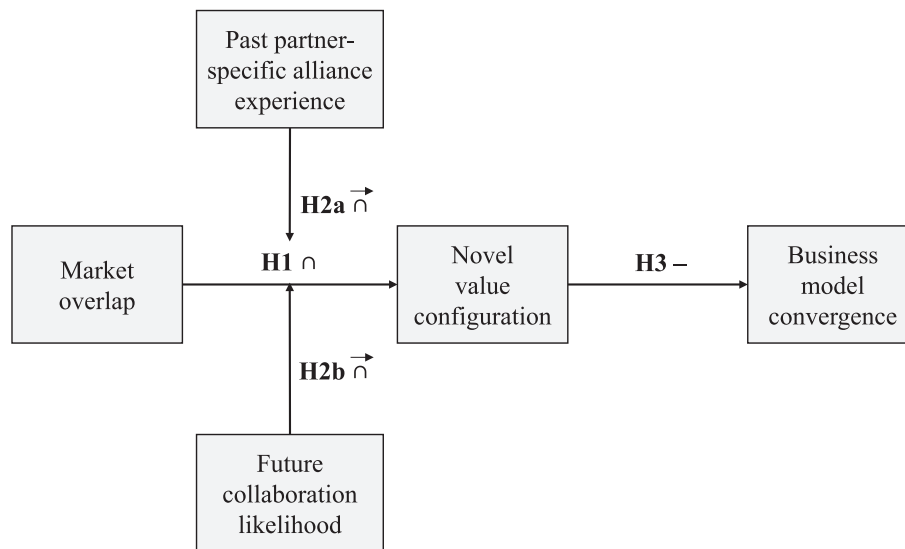 Past partner-
specific alliance
experience
H2a ∩
Market
overlap
H1 ∩
Novel
value
configuration
H3 –
Business
model
convergence
H2b ∩
Future
collaboration
likelihood